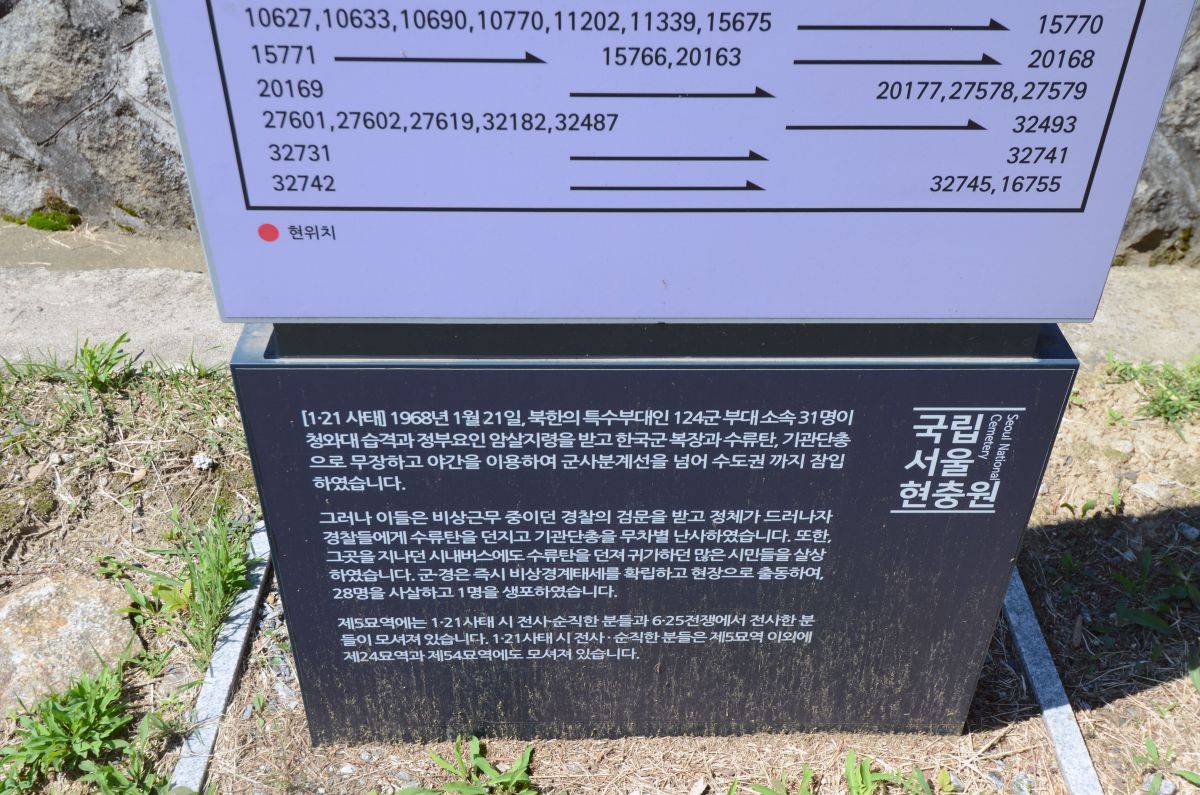 10627,10633,10690,10770,11202,11339,15675 → 15770
15771 → 15766,20163 → 20168
20169 → 20177,27578,27579
27601,27602,27619,32182,32487 → 32493
32731 → 32741
32742 → 32745,16755
현위치
[1·21 사태] 1968년 1월 21일, 북한의 특수부대인 124군 부대 소속 31명이
청와대 습격과 정부요인 암살지령을 받고 한국군 복장과 수류탄, 기관단총
으로 무장하고 야간을 이용하여 군사분계선을 넘어 수도권 까지 잠입
하였습니다.
그러나 이들은 비상근무 중이던 경찰의 검문을 받고 정체가 드러나자
경찰들에게 수류탄을 던지고 기관단총을 무차별 난사하였습니다. 또한,
그곳을 지나던 시내버스에도 수류탄을 던져 귀가하던 많은 시민들을 살상
하였습니다. 군·경은 즉시 비상경계태세를 확립하고 현장으로 출동하여,
28명을 사살하고 1명을 생포하였습니다.
제5묘역에는 1·21사태 시 전사·순직한 분들과 6·25전쟁에서 전사한 분
들이 모셔져 있습니다. 1·21사태 시 전사·순직한 분들은 제5묘역 이외에
제24묘역과 제54묘역에도 모셔져 있습니다.
국립
서울
현충원
Seoul National
Cemetery